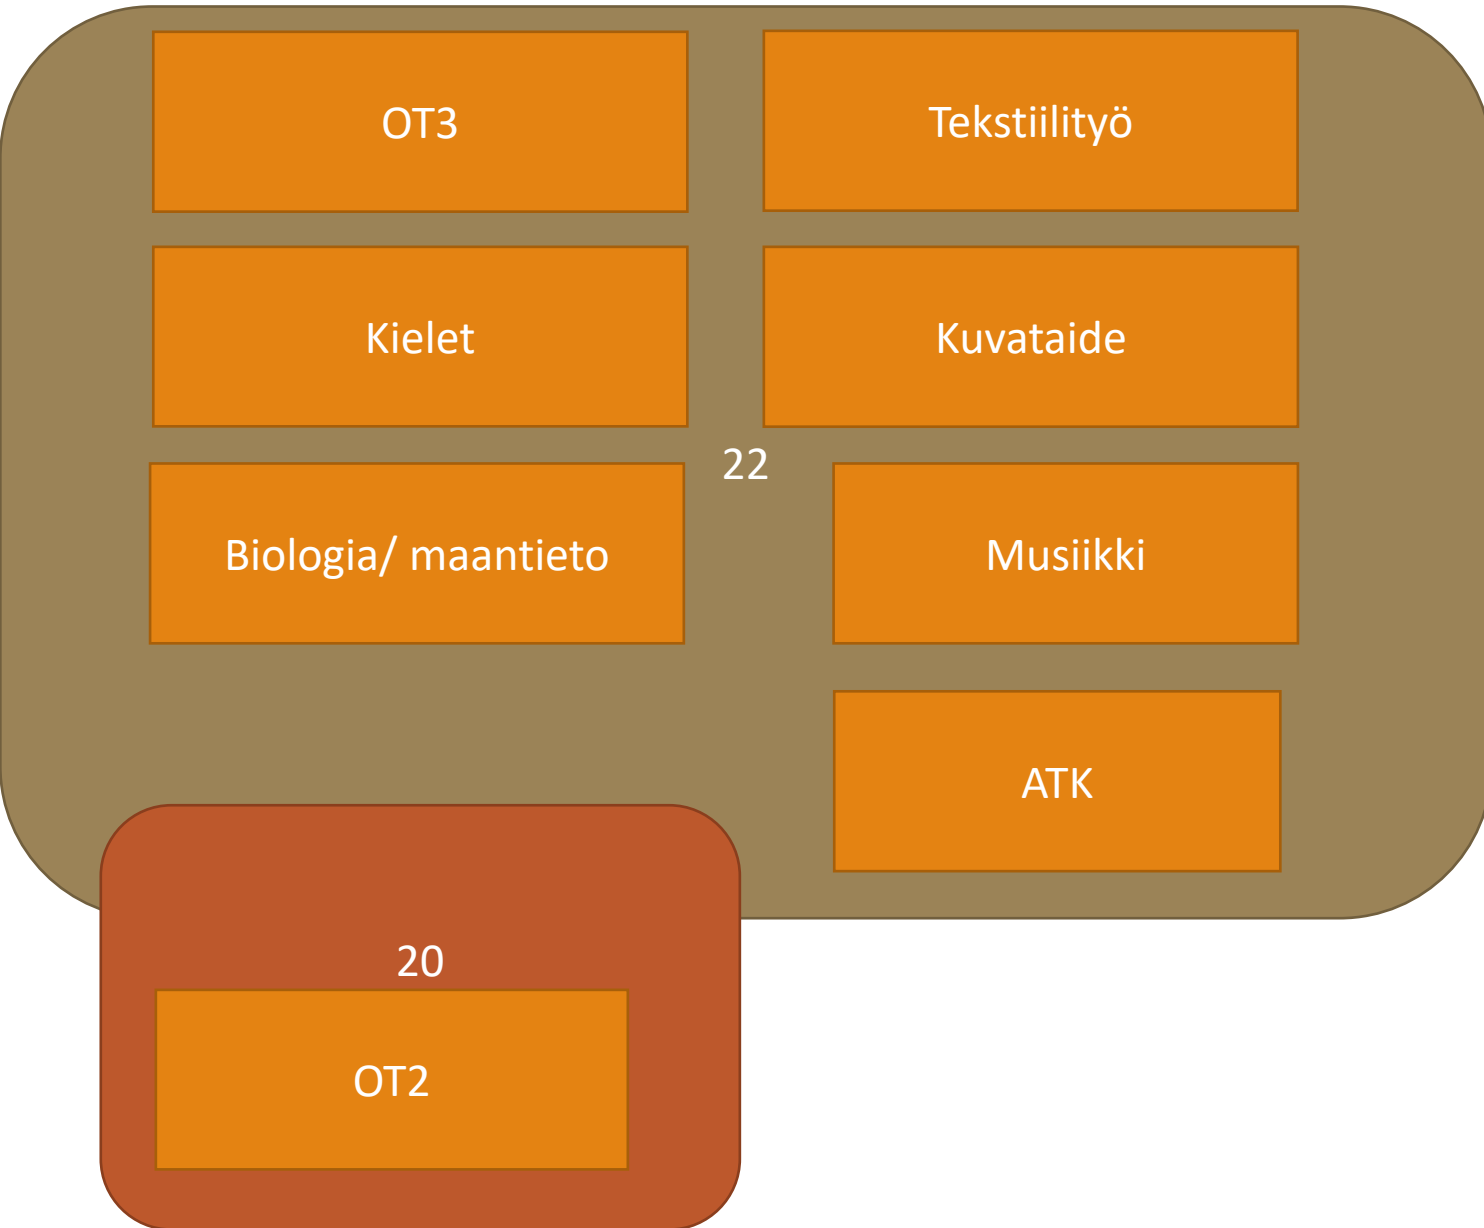 OT3
Tekstiilityö
Kielet
Kuvataide
22
Biologia/ maantieto
Musiikki
ATK
20
OT2